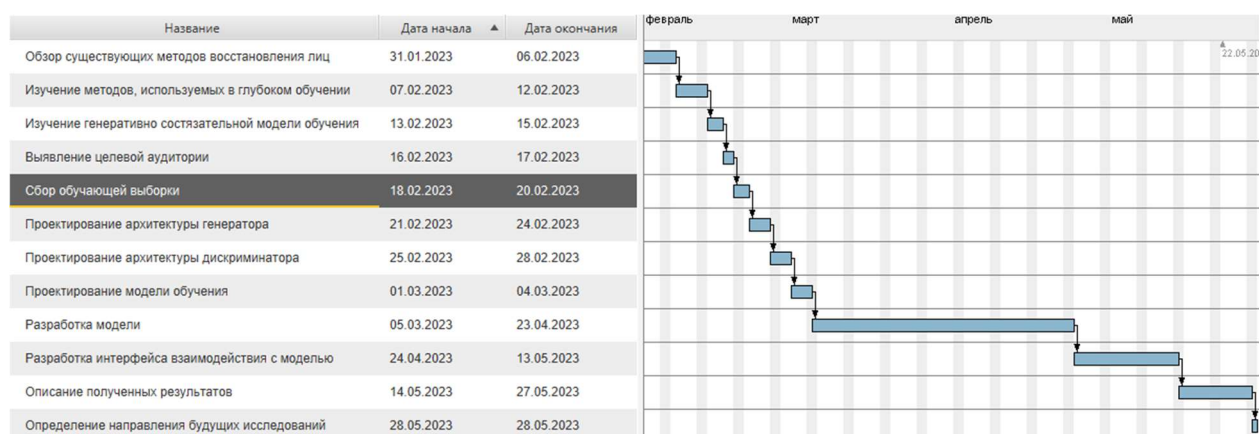 Название Дата начала Дата окончания февраль март апрель май
22.05.20
Обзор существующих методов восстановления лиц 31.01.2023 06.02.2023
Изучение методов, используемых в глубоком обучении 07.02.2023 12.02.2023
Изучение генеративно состязательной модели обучения 13.02.2023 15.02.2023
Выявление целевой аудитории 16.02.2023 17.02.2023
Сбор обучающей выборки 18.02.2023 20.02.2023
Проектирование архитектуры генератора 21.02.2023 24.02.2023
Проектирование архитектуры дискриминатора 25.02.2023 28.02.2023
Проектирование модели обучения 01.03.2023 04.03.2023
Разработка модели 05.03.2023 23.04.2023
Разработка интерфейса взаимодействия с моделью 24.04.2023 13.05.2023
Описание полученных результатов 14.05.2023 27.05.2023
Определение направления будущих исследований 28.05.2023 28.05.2023